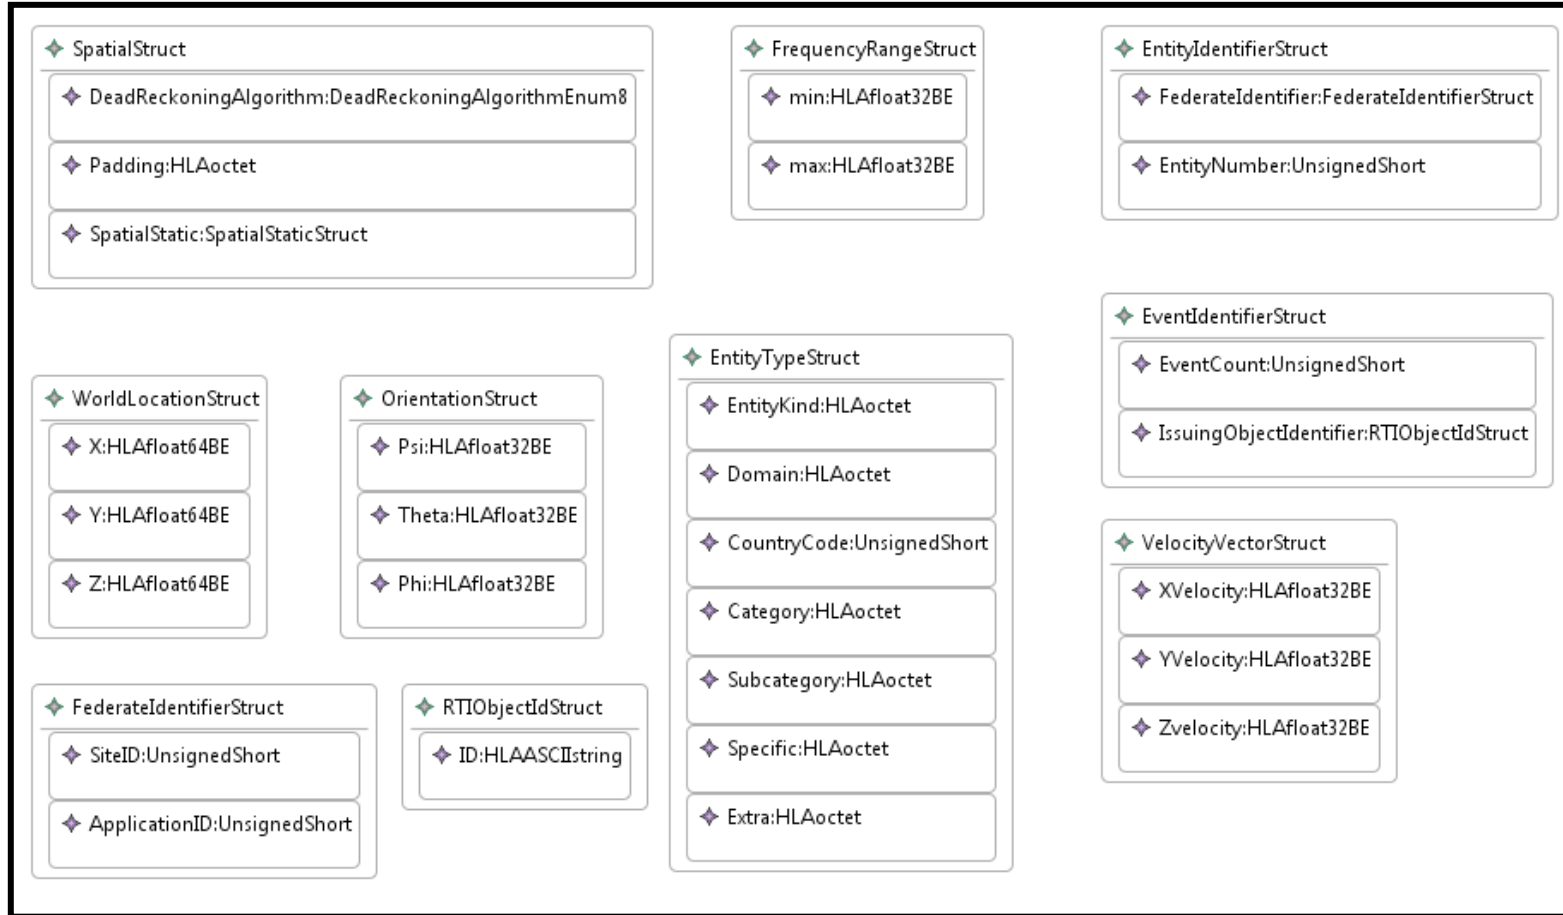 SpatialStruct
DeadReckoningAlgorithm:DeadReckoningAlgorithmEnum8
Padding:HLAoctet
SpatialStatic:SpatialStaticStruct
FrequencyRangeStruct
min:HLAfloat32BE
max:HLAfloat32BE
EntityIdentifierStruct
FederateIdentifier:FederateIdentifierStruct
EntityNumber:UnsignedShort
EventIdentifierStruct
EventCount:UnsignedShort
IssuingObjectIdentifier:RTIObjectIdStruct
WorldLocationStruct
X:HLAfloat64BE
Y:HLAfloat64BE
Z:HLAfloat64BE
OrientationStruct
Psi:HLAfloat32BE
Theta:HLAfloat32BE
Phi:HLAfloat32BE
EntityTypeStruct
EntityKind:HLAoctet
Domain:HLAoctet
CountryCode:UnsignedShort
Category:HLAoctet
Subcategory:HLAoctet
Specific:HLAoctet
Extra:HLAoctet
VelocityVectorStruct
XVelocity:HLAfloat32BE
YVelocity:HLAfloat32BE
Zvelocity:HLAfloat32BE
FederateIdentifierStruct
SiteID:UnsignedShort
ApplicationID:UnsignedShort
RTIObjectIdStruct
ID:HLAASCIIstring